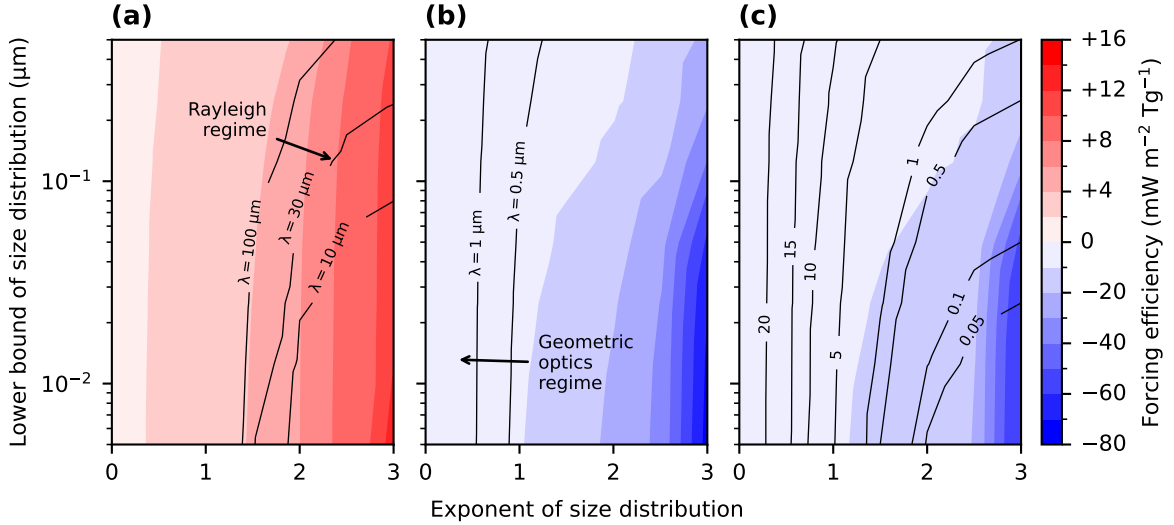 (a)
(b)
(c)
Lower bound of size distribution (µm)
10⁻¹
10⁻²
Rayleigh
regime
λ = 100 µm
λ = 30 µm
λ = 10 µm
0
1
2
3
λ = 1 µm
λ = 0.5 µm
Geometric
optics
regime
0
1
2
3
20
15
10
5
1
0.5
0.1
0.05
0
1
2
3
Exponent of size distribution
+16
+12
+8
+4
0
−20
−40
−60
−80
Forcing efficiency (mW m⁻² Tg⁻¹)